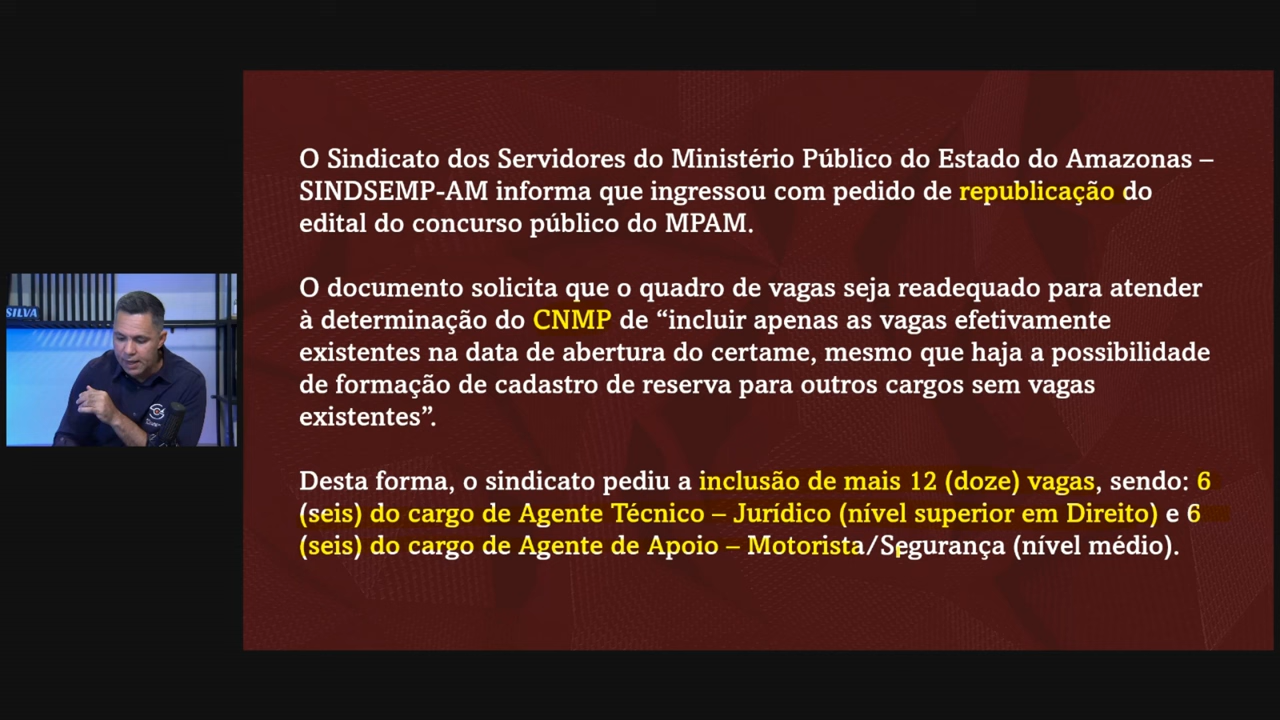 O Sindicato dos Servidores do Ministério Público do Estado do Amazonas –
SINDSEMP-AM informa que ingressou com pedido de republicação do
edital do concurso público do MPAM.
O documento solicita que o quadro de vagas seja readequado para atender
à determinação do CNMP de “incluir apenas as vagas efetivamente
existentes na data de abertura do certame, mesmo que haja a possibilidade
de formação de cadastro de reserva para outros cargos sem vagas
existentes”.
Desta forma, o sindicato pediu a inclusão de mais 12 (doze) vagas, sendo: 6
(seis) do cargo de Agente Técnico – Jurídico (nível superior em Direito) e 6
(seis) do cargo de Agente de Apoio – Motorista/Segurança (nível médio).
SILVA